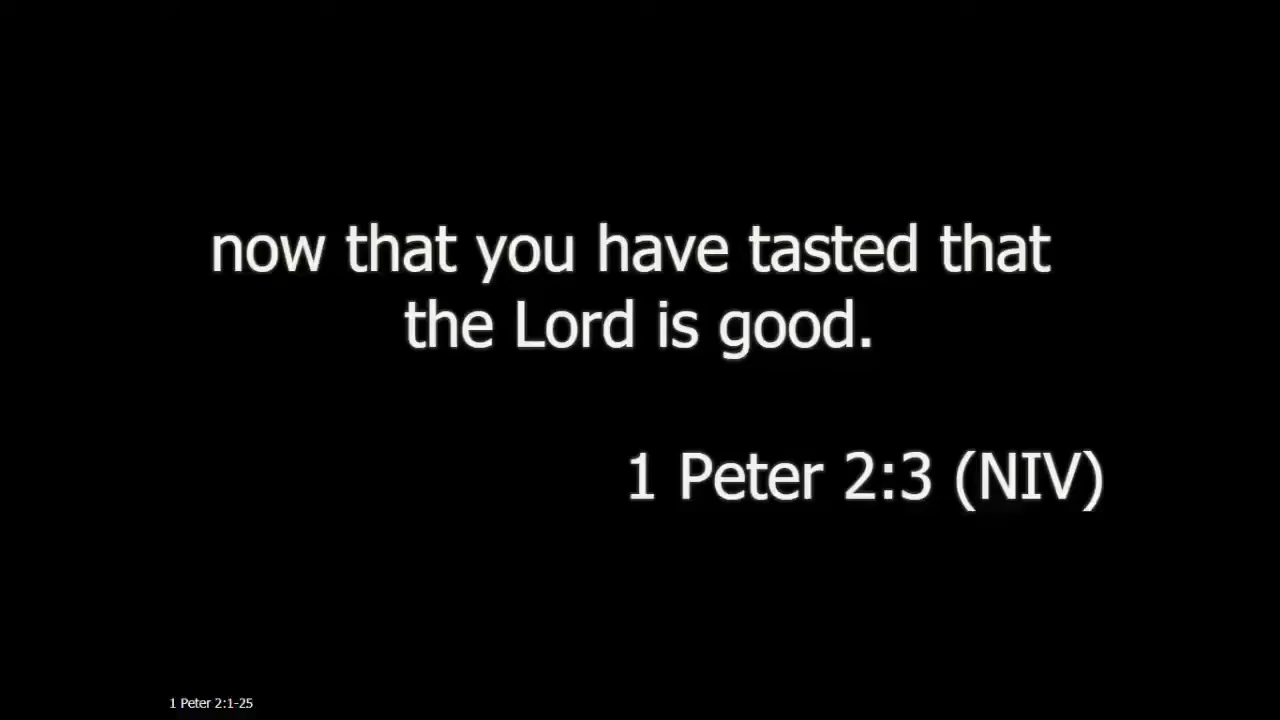 now that you have tasted that
the Lord is good.
1 Peter 2:3 (NIV)
1 Peter 2:1-25